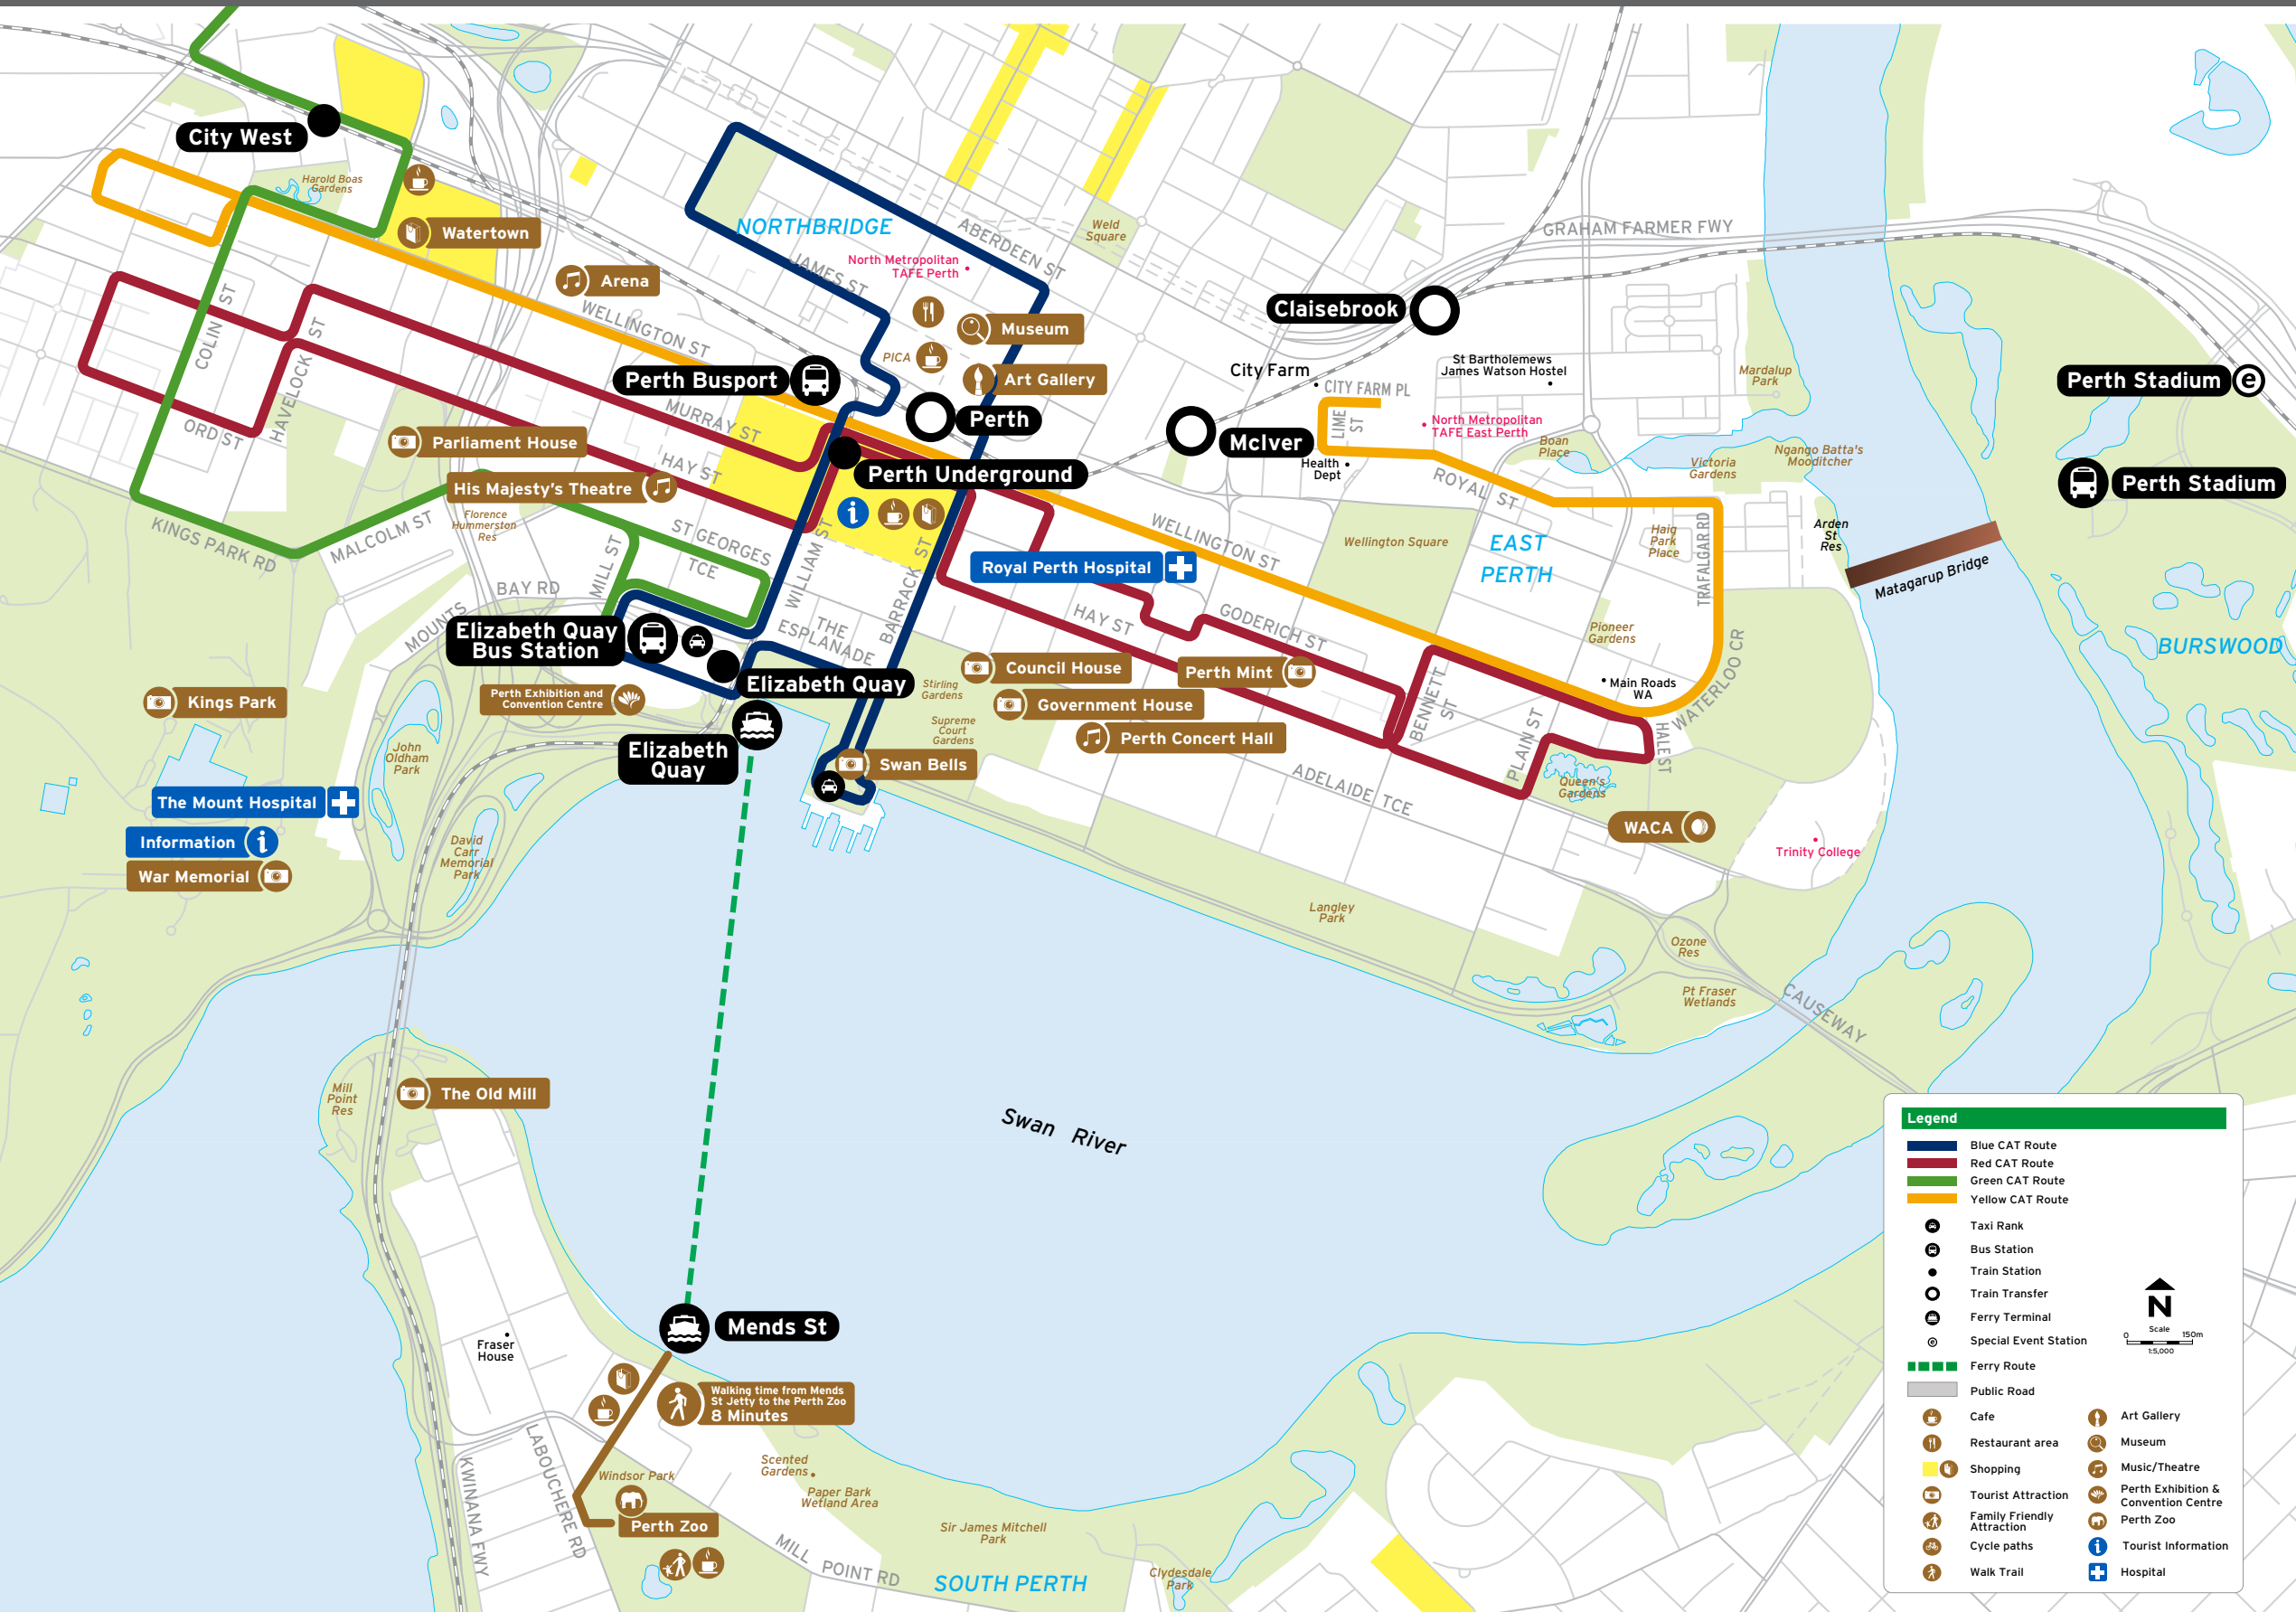 City West
Harold Boas
Gardens
Watertown
Arena
NORTHBRIDGE
ABERDEEN ST
JAMES ST
North Metropolitan
TAFE Perth
Weld
Square
GRAHAM FARMER FWY
COLIN ST
HAVELOCK ST
ORD ST
WELLINGTON ST
MURRAY ST
HAY ST
Museum
PICA
Art Gallery
Perth Busport
Perth
Perth Underground
Claisebrook
McIver
City Farm
CITY FARM PL
LIME
ST
St Bartholemews
James Watson Hostel
North Metropolitan
TAFE East Perth
Health
Dept
Boan
Place
ROYAL ST
Mardalup
Park
Victoria
Gardens
Ngango Batta's
Mooditcher
Perth Stadium
e
Perth Stadium
Parliament House
His Majesty's Theatre
Florence
Hummerston
Res
KINGS PARK RD
MALCOLM ST
ST GEORGES
TCE
MILL ST
MOUNTS
BAY RD
WILLIAM ST
THE
ESPLANADE
BARRACK ST
i
Royal Perth Hospital
WELLINGTON ST
Wellington Square
EAST
PERTH
Haig
Park
Place
TRAFALGAR RD
Arden
St
Res
Matagarup Bridge
BURSWOOD
Pioneer
Gardens
HAY ST
GODERICH ST
Elizabeth Quay
Bus Station
Elizabeth Quay
Elizabeth
Quay
Perth Exhibition and
Convention Centre
Stirling
Gardens
Supreme
Court
Gardens
Council House
Government House
Perth Concert Hall
Perth Mint
BENNETT
ST
PLAIN ST
Main Roads
WA
WATERLOO CR
HALE ST
Queen's
Gardens
WACA
Trinity College
Swan Bells
ADELAIDE TCE
Kings Park
John
Oldham
Park
The Mount Hospital
Information
i
War Memorial
David
Carr
Memorial
Park
Langley
Park
Ozone
Res
Pt Fraser
Wetlands
CAUSEWAY
Mill
Point
Res
The Old Mill
Swan River
Mends St
Fraser
House
Walking time from Mends
St Jetty to the Perth Zoo
8 Minutes
LABOUCHERE RD
KWINANA FWY
Windsor Park
Perth Zoo
Scented
Gardens
Paper Bark
Wetland Area
Sir James Mitchell
Park
MILL POINT RD
SOUTH PERTH
Clydesdale
Park
Legend
Blue CAT Route
Red CAT Route
Green CAT Route
Yellow CAT Route
Taxi Rank
Bus Station
Train Station
Train Transfer
Ferry Terminal
e
Special Event Station
Ferry Route
Public Road
N
Scale
0 150m
1:5,000
Cafe
Restaurant area
Shopping
Tourist Attraction
Family Friendly
Attraction
Cycle paths
Walk Trail
Art Gallery
Museum
Music/Theatre
Perth Exhibition &
Convention Centre
Perth Zoo
i
Tourist Information
Hospital